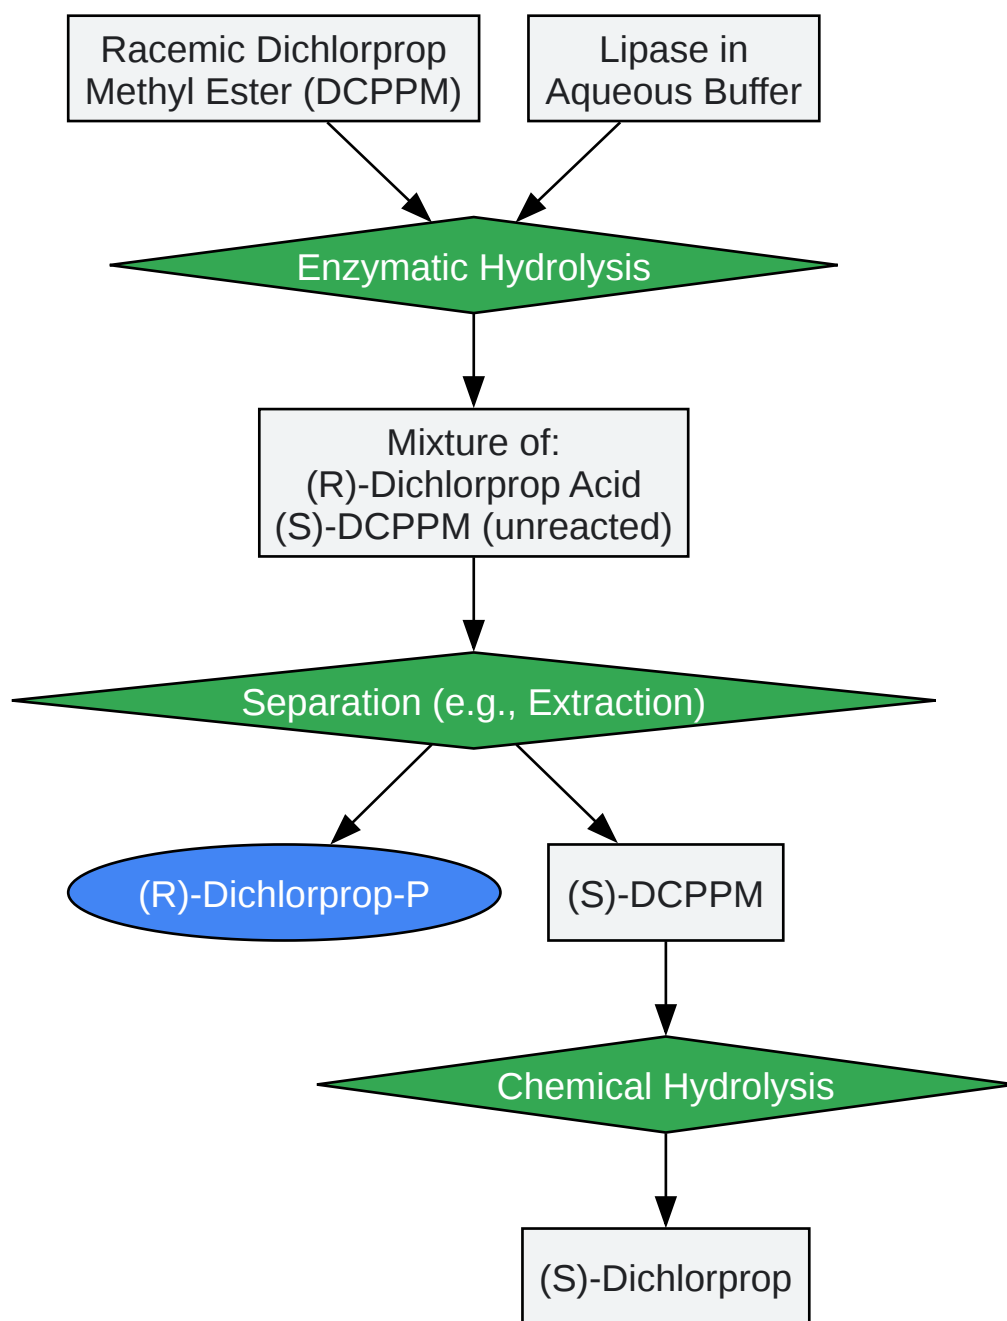 Racemic Dichlorprop
Methyl Ester (DCPPM)
Lipase in
Aqueous Buffer
Enzymatic Hydrolysis
Mixture of:
(R)-Dichlorprop Acid
(S)-DCPPM (unreacted)
Separation (e.g., Extraction)
(R)-Dichlorprop-P
(S)-DCPPM
Chemical Hydrolysis
(S)-Dichlorprop